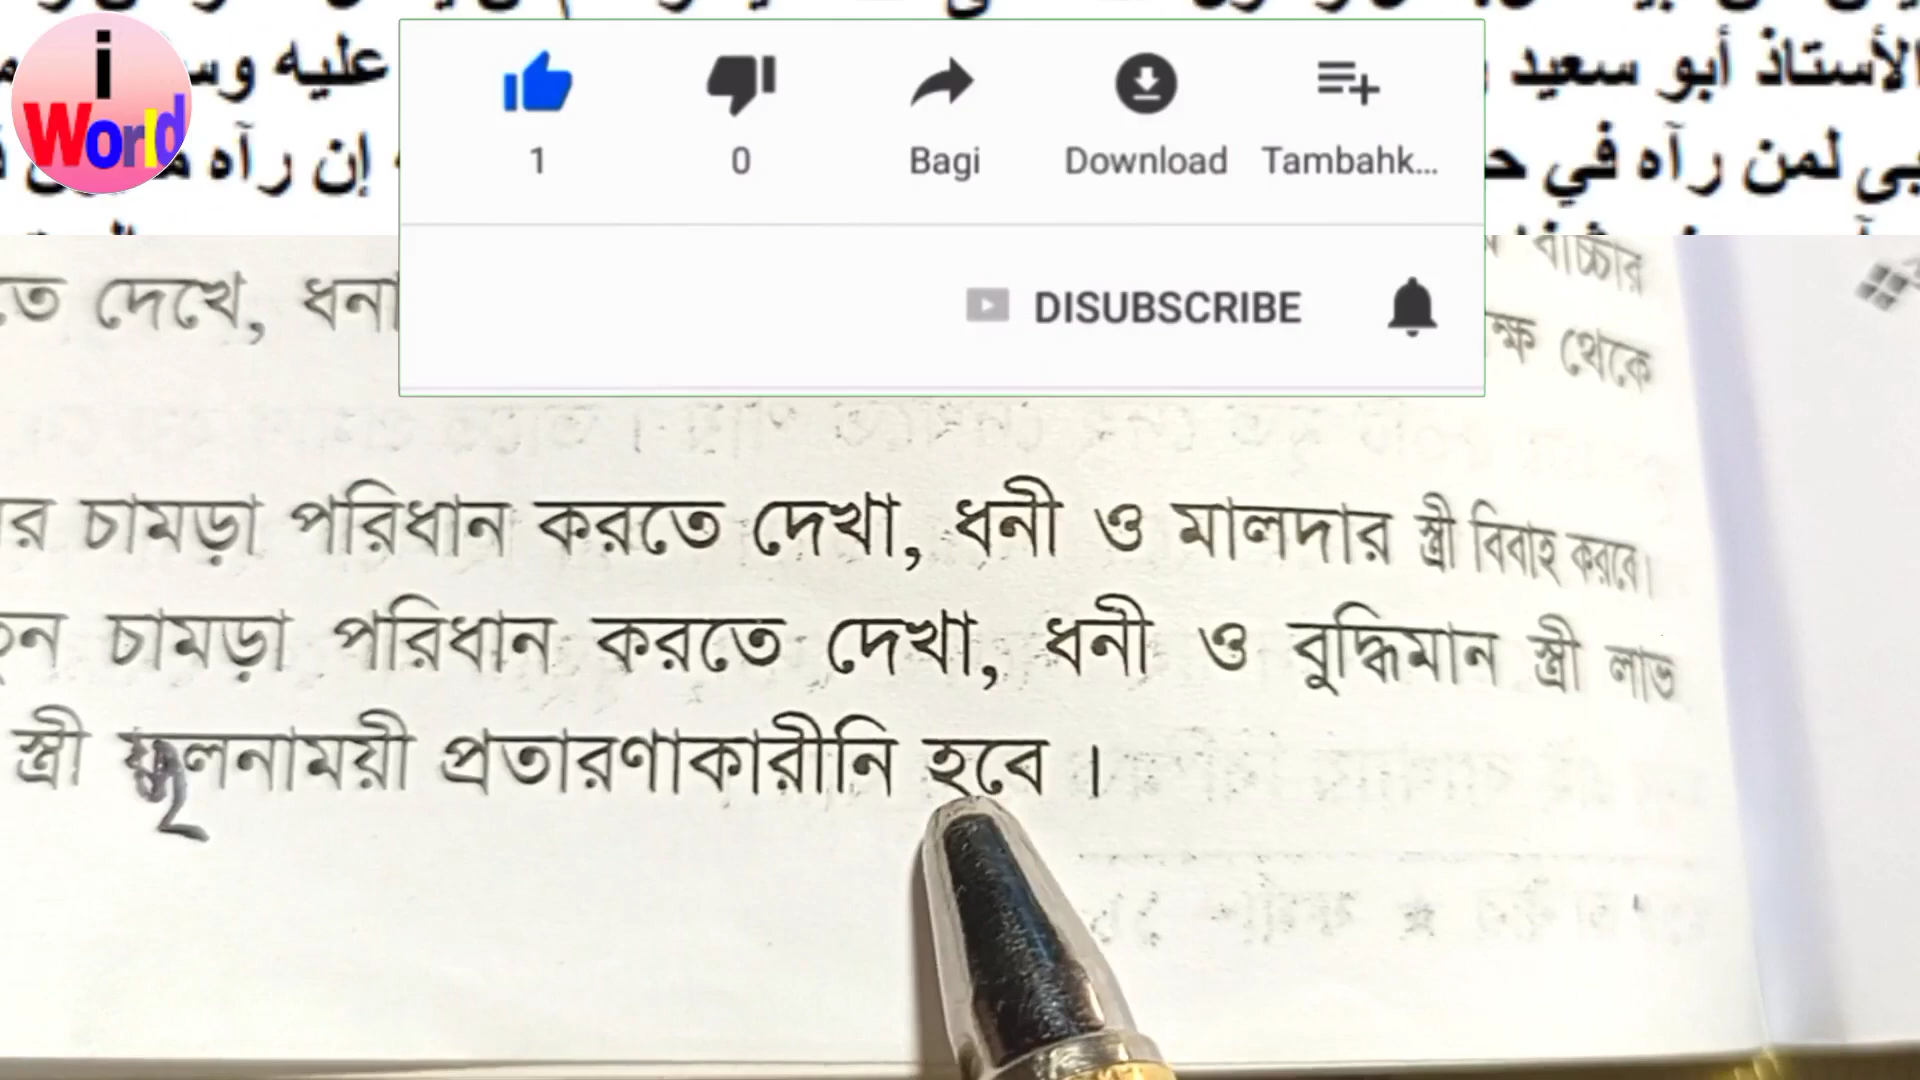 عليه وس
الأستاذ أبو سعيد
إن رآه
لمن رآه في
i
World
1
0
Bagi
Download
Tambahk...
DISUBSCRIBE
বাচ্চার
তে দেখে, ধনী
ক্ষ থেকে
র চামড়া পরিধান করতে দেখা, ধনী ও মালদার স্ত্রী বিবাহ করবে।
চামড়া পরিধান করতে দেখা, ধনী ও বুদ্ধিমান স্ত্রী লাভ
স্ত্রী ছলনাময়ী প্রতারণাকারীনি হবে ।